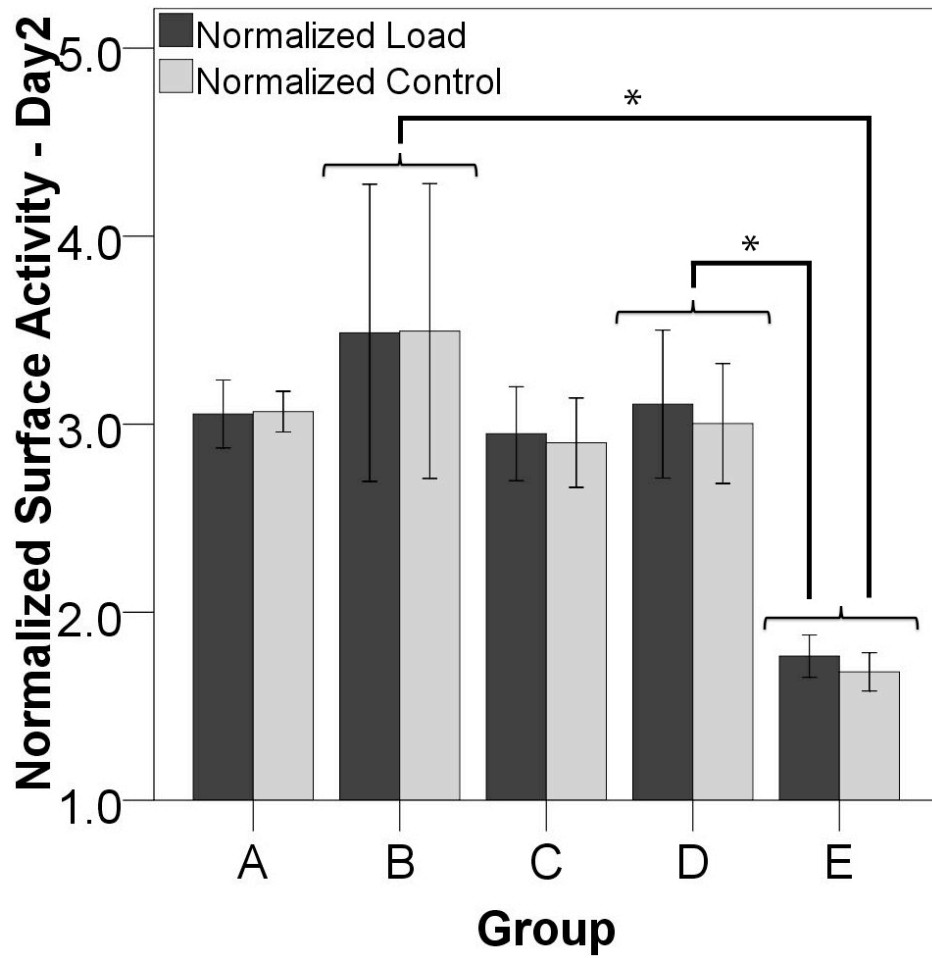 Normalized Surface Activity - Day2
Normalized Load
Normalized Control
5.0
4.0
3.0
2.0
1.0
*
*
A B C D E
Group